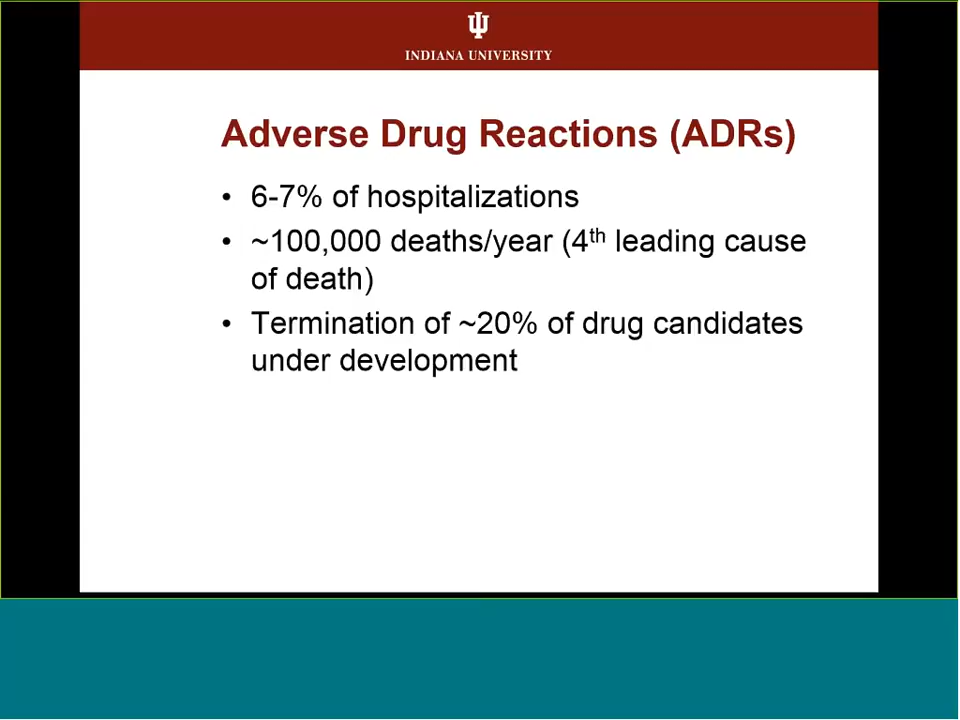 INDIANA UNIVERSITY
Adverse Drug Reactions (ADRs)
• 6-7% of hospitalizations
• ~100,000 deaths/year (4th leading cause
of death)
• Termination of ~20% of drug candidates
under development